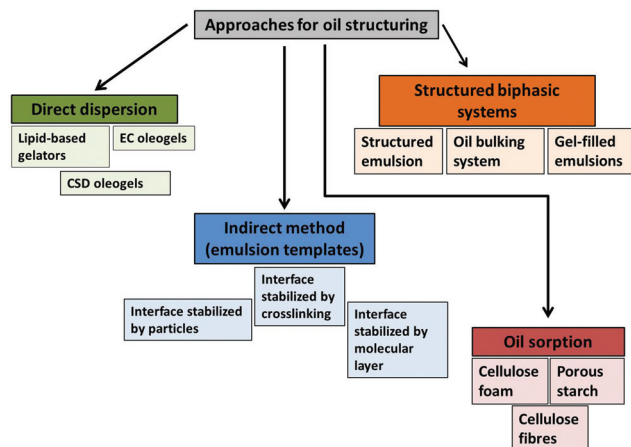 Approaches for oil structuring
Direct dispersion
Lipid-based
gelators
EC oleogels
CSD oleogels
Structured biphasic
systems
Structured
emulsion
Oil bulking
system
Gel-filled
emulsions
Indirect method
(emulsion templates)
Interface stabilized
by particles
Interface
stabilized by
crosslinking
Interface
stabilized by
molecular
layer
Oil sorption
Cellulose
foam
Porous
starch
Cellulose
fibres